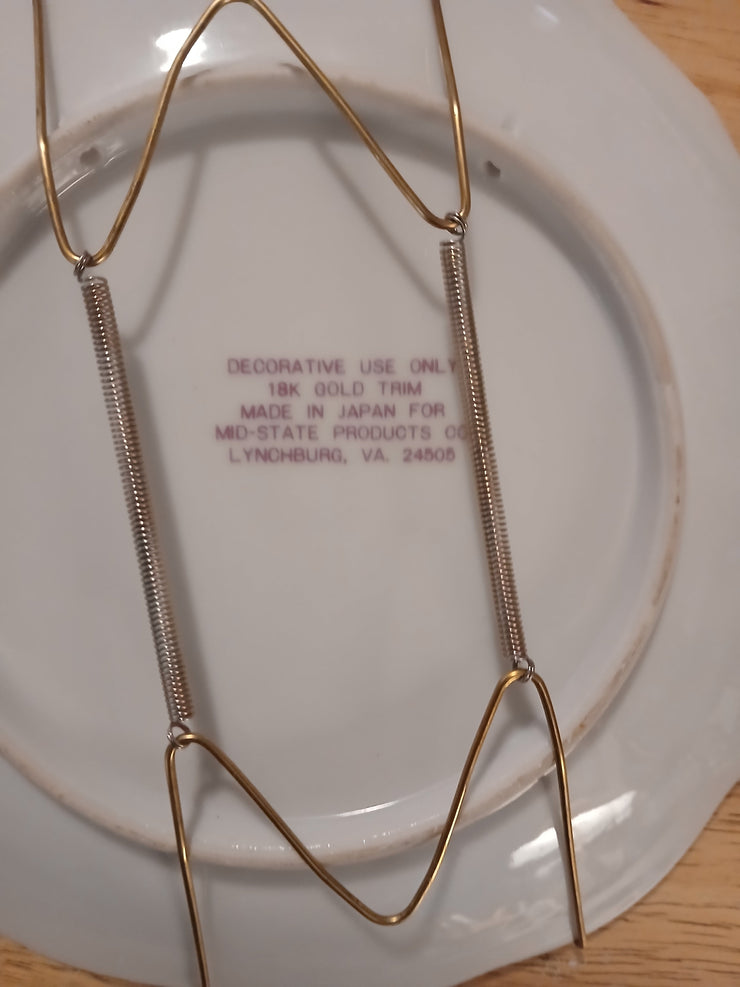 DECORATIVE USE ONLY
18K GOLD TRIM
MADE IN JAPAN FOR
MID-STATE PRODUCTS CO
LYNCHBURG, VA. 24505